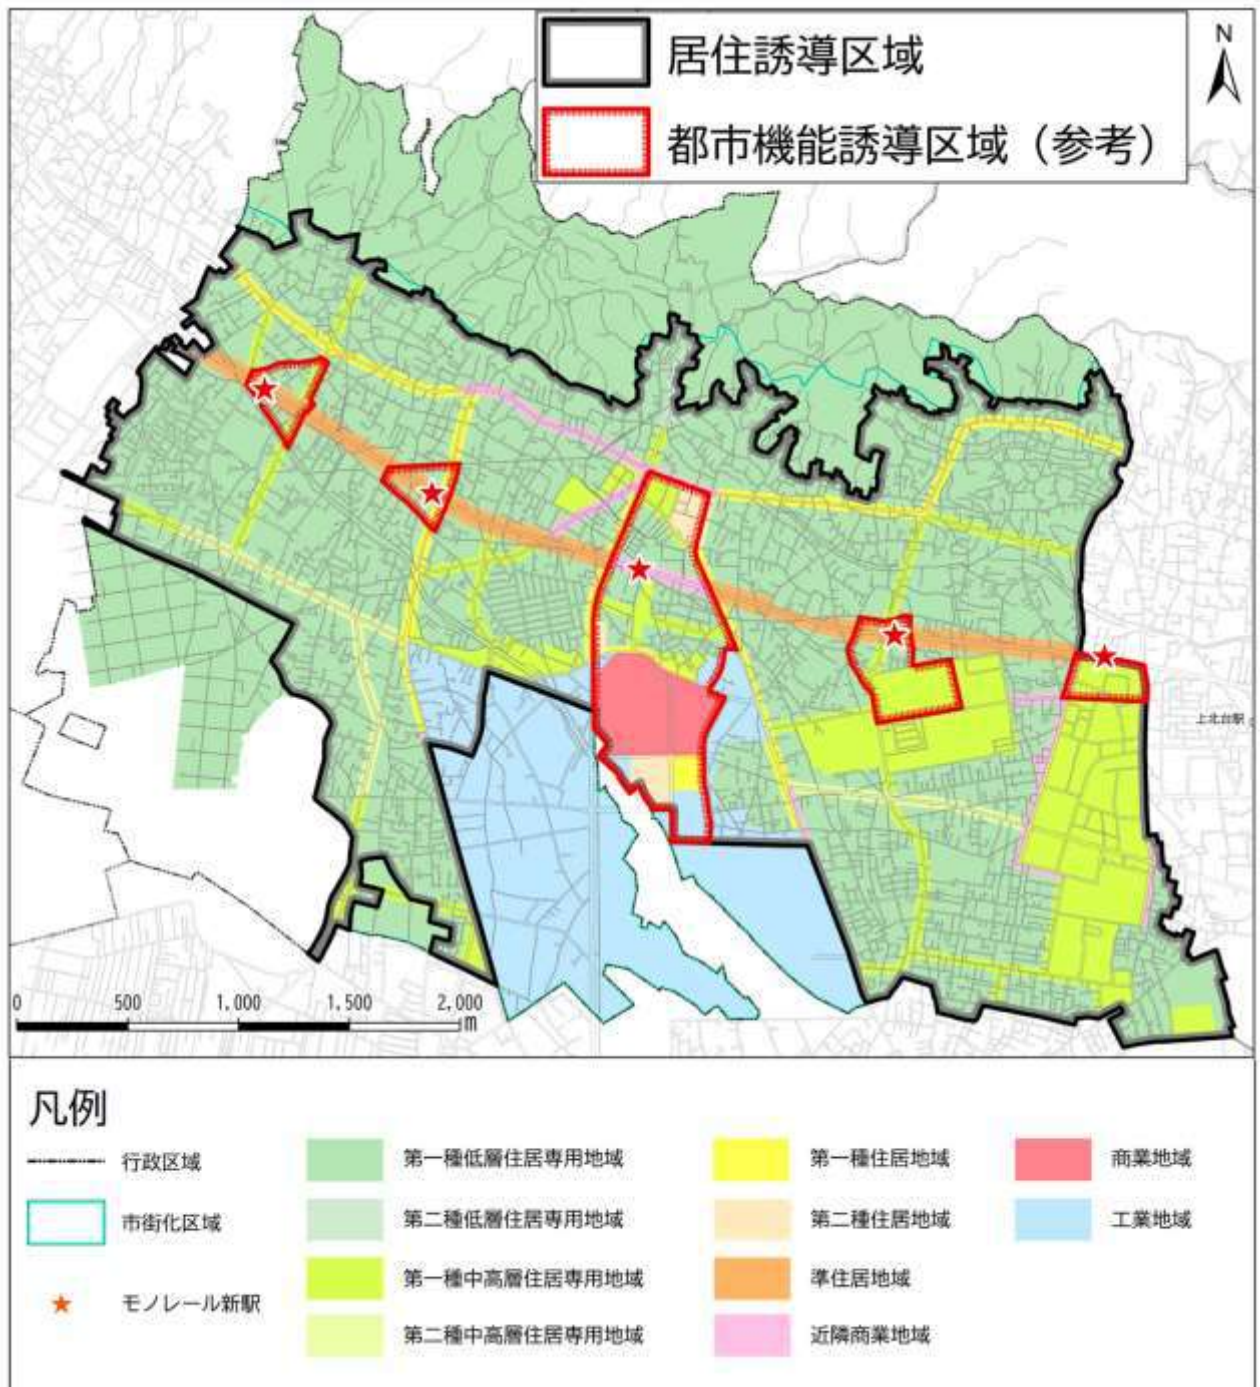 居住誘導区域
N
都市機能誘導区域（参考）
上北台駅
0 500 1,000 1,500 2,000
m
凡例
行政区域
市街化区域
モノレール新駅
第一種低層住居専用地域
第二種低層住居専用地域
第一種中高層住居専用地域
第二種中高層住居専用地域
第一種住居地域
第二種住居地域
準住居地域
近隣商業地域
商業地域
工業地域